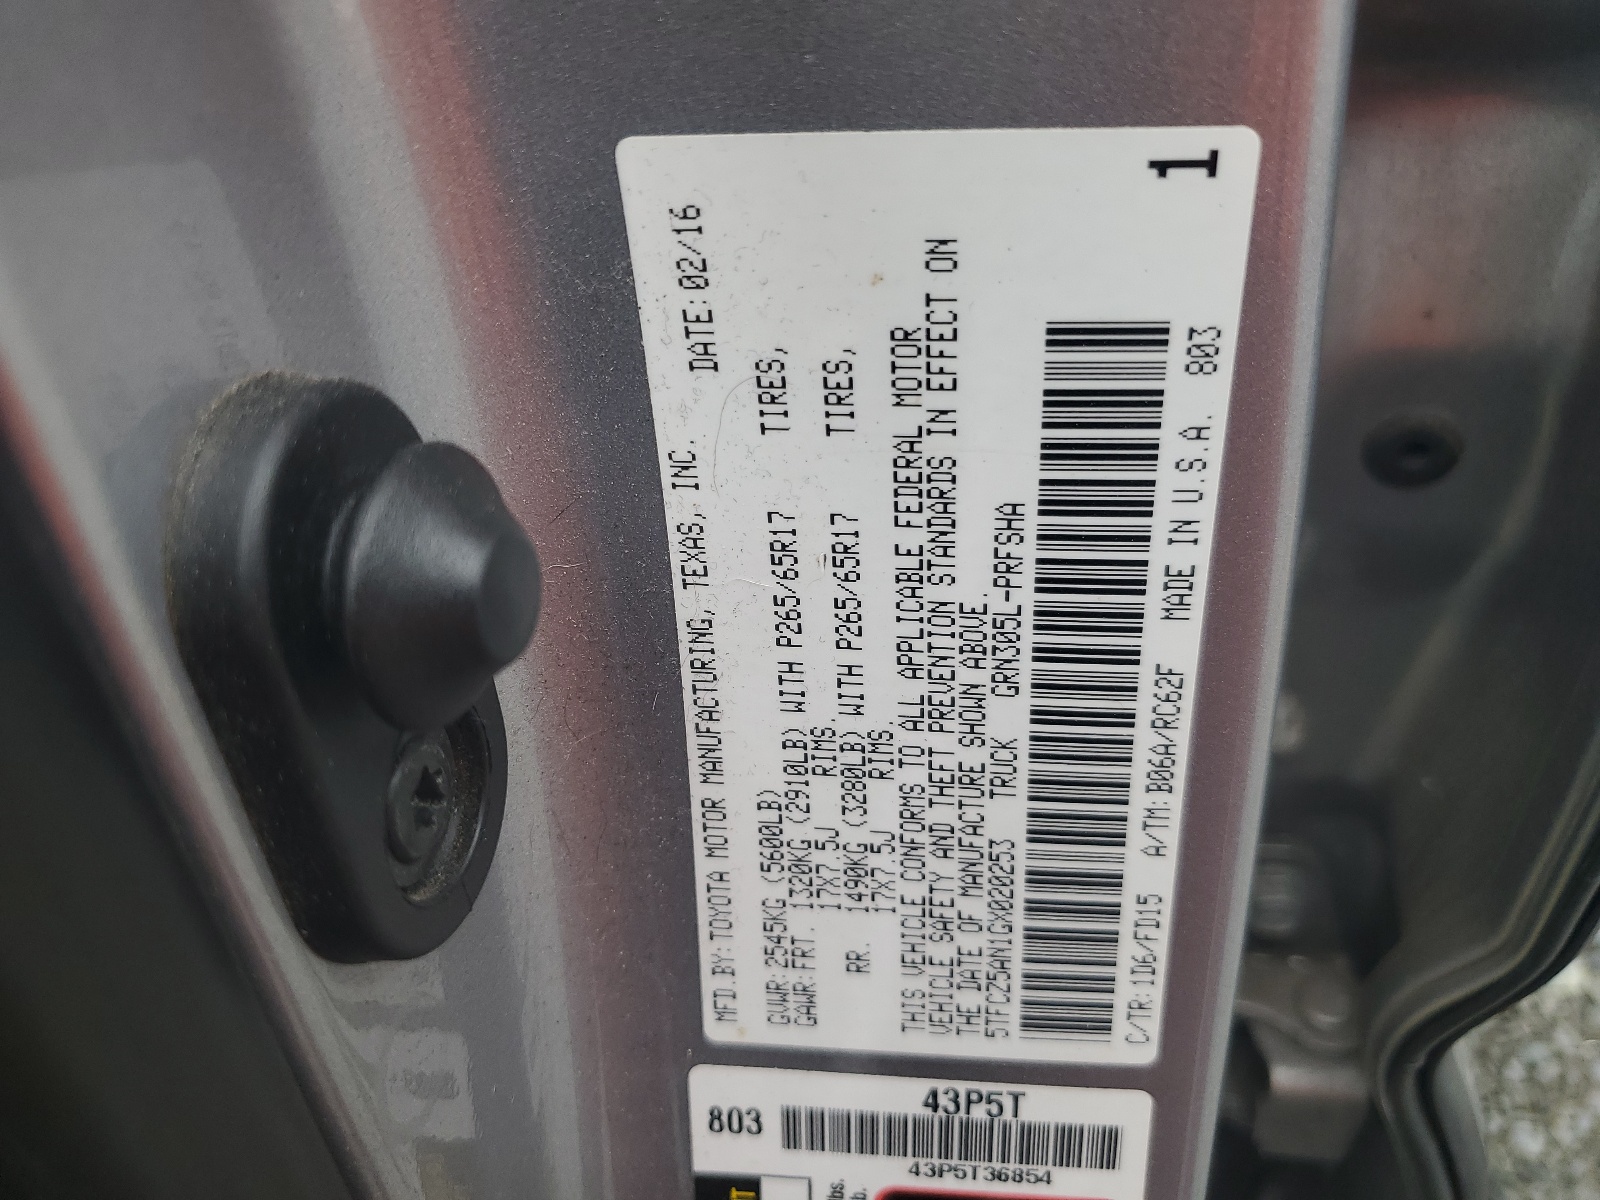 MFD.BY:TOYOTA MOTOR MANUFACTURING, TEXAS, INC. DATE:02/16
GVWR:2545KG (5600LB)
GAWR:FRT. 1320KG (2910LB) WITH P265/65R17 TIRES,
17X7.5J RIMS.
RR. 1490KG (3280LB) WITH P265/65R17 TIRES,
17X7.5J RIMS.
THIS VEHICLE CONFORMS TO ALL APPLICABLE FEDERAL MOTOR
VEHICLE SAFETY AND THEFT PREVENTION STANDARDS IN EFFECT ON
THE DATE OF MANUFACTURE SHOWN ABOVE.
5TFCZ5AN1GX020253 TRUCK GRN305L-PRFSHA
C/TR:1D6/FD15 A/TM:B06A/RC62F MADE IN U.S.A. 803
1
43P5T
803
43P5T36854
lbs.